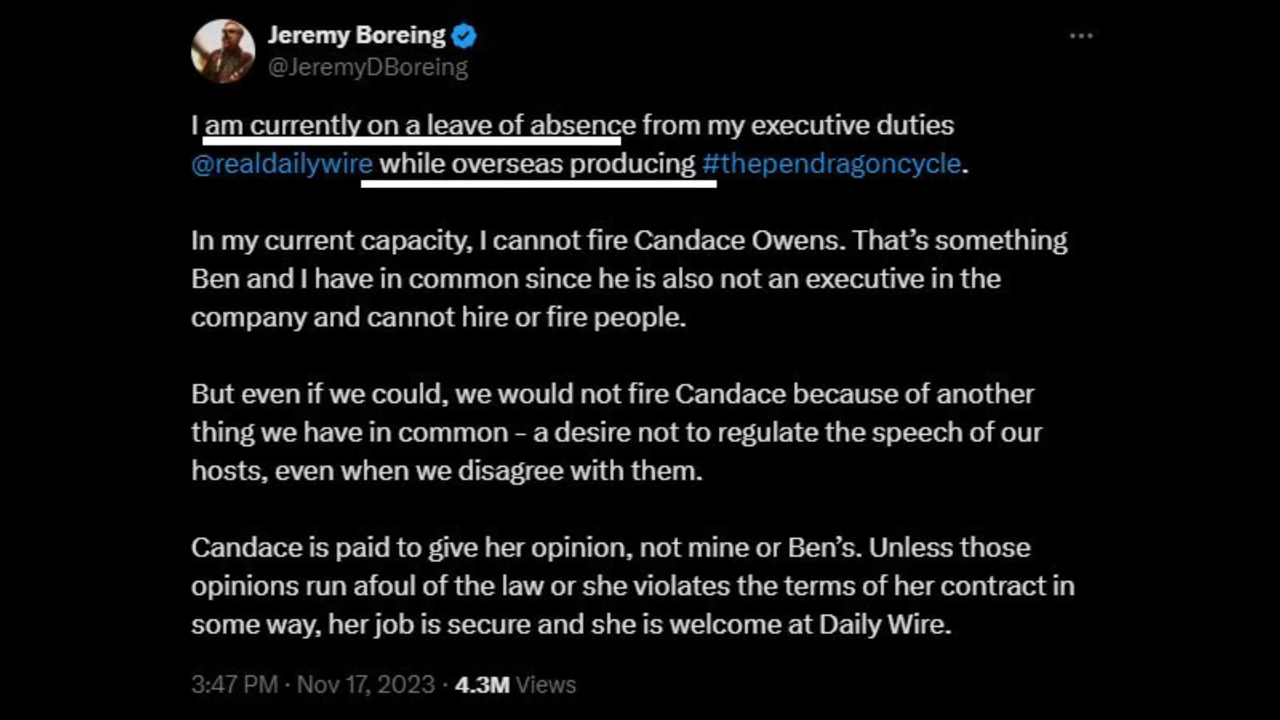 Jeremy Boreing
@JeremyDBoreing
I am currently on a leave of absence from my executive duties
@realdailywire while overseas producing #thependragoncycle.
In my current capacity, I cannot fire Candace Owens. That’s something
Ben and I have in common since he is also not an executive in the
company and cannot hire or fire people.
But even if we could, we would not fire Candace because of another
thing we have in common – a desire not to regulate the speech of our
hosts, even when we disagree with them.
Candace is paid to give her opinion, not mine or Ben’s. Unless those
opinions run afoul of the law or she violates the terms of her contract in
some way, her job is secure and she is welcome at Daily Wire.
3:47 PM · Nov 17, 2023 · 4.3M Views